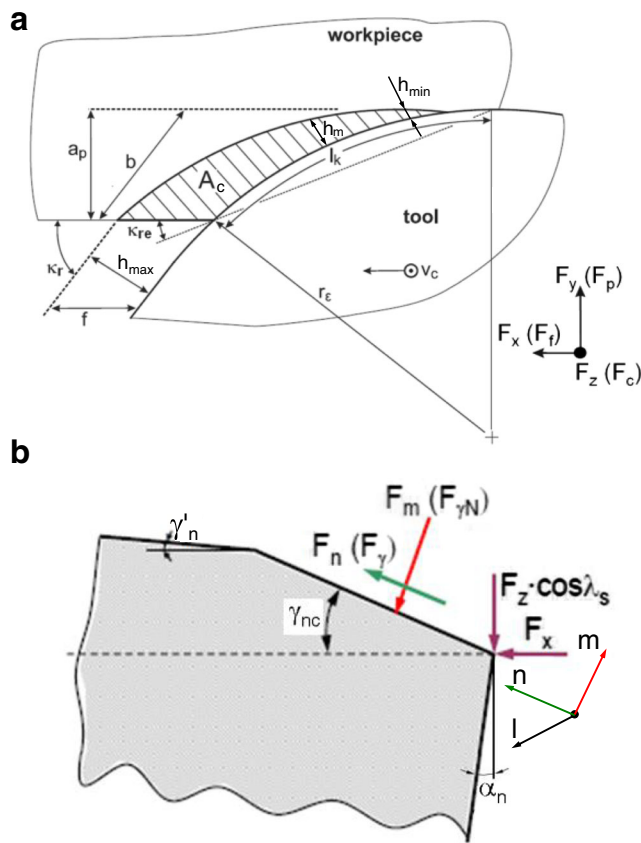 a
workpiece
h_min
h_m
a_p
b
l_k
A_c
κ_re
tool
κ_r
h_max
v_c
f
r_ε
F_y (F_p)
F_x (F_f)
F_z (F_c)
b
F_m (F_γN)
γ'_n
F_n (F_γ)
F_z·cosλ_s
γ_nc
F_x
m
n
l
α_n